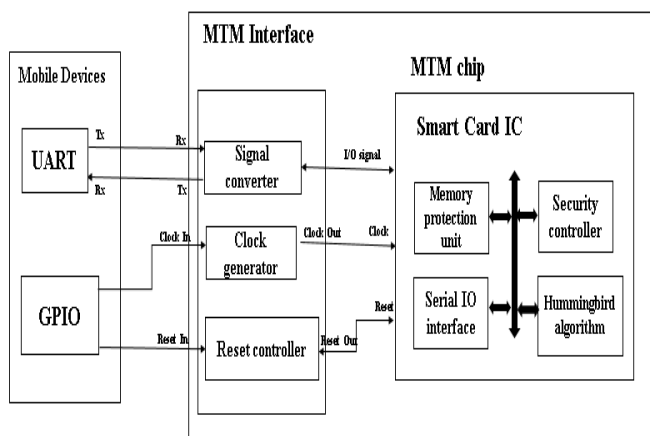 MTM Interface
Mobile Devices
MTM chip
Smart Card IC
UART
Tx
Rx
Rx
Tx
Signal
converter
I/O signal
Memory
protection
unit
Security
controller
Clock In
Clock
generator
Clock Out
Clock
GPIO
Reset In
Reset controller
Reset Out
Reset
Serial IO
interface
Hummingbird
algorithm